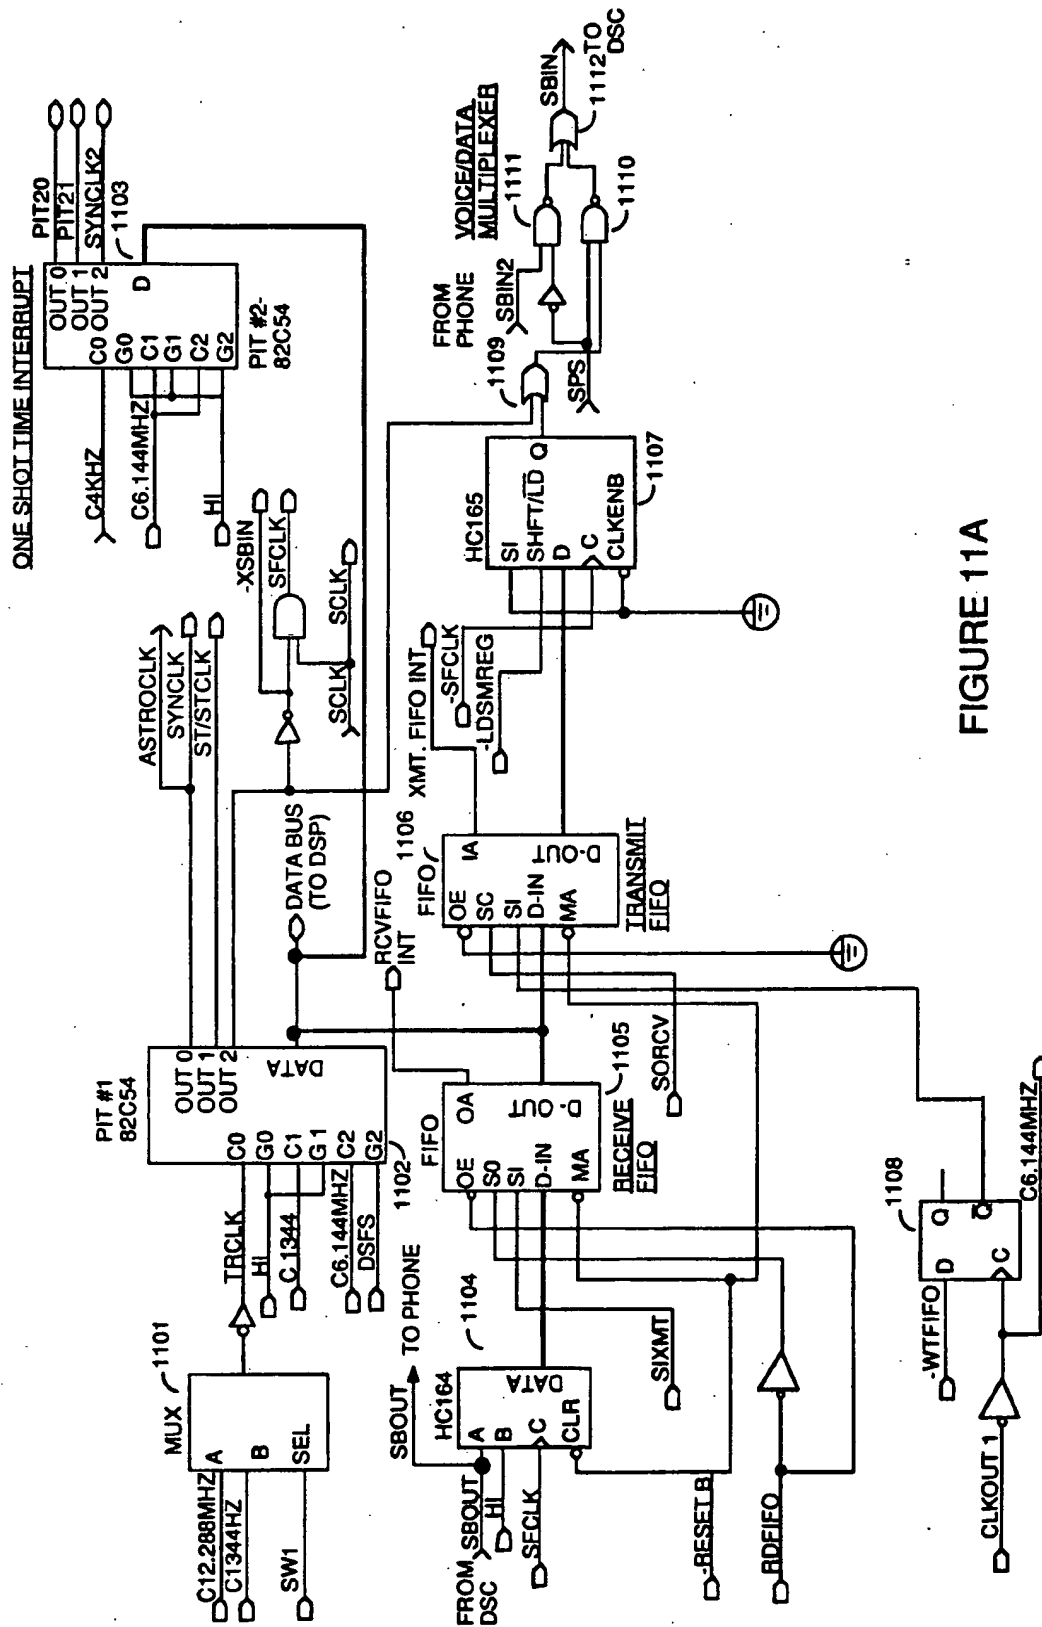 ONE SHOT TIME INTERRUPT
C4KHZ
C6.144MHZ
HI
C0
G0
C1
G1
C2
G2
OUT 0
OUT 1
OUT 2
D
PIT #2-
82C54
PIT20
PIT21
SYNCLK2
1103
MUX
1101
C12.288MHZ
C1344HZ
SW1
A
B
SEL
TRCLK
HI
C.1344
C6.144MHZ
DSFS
PIT #1
82C54
C0
G0
C1
G1
C2
G2
1102
OUT 0
OUT 1
OUT 2
DATA
ASTROCLK
SYNCLK
ST/STCLK
-XSBIN
SFCLK
SCLK
SCLK
DATA BUS
(TO DSP)
FROM
DSC
SBOUT
SBOUT
TO PHONE
HI
SFCLK
HC164
1104
A
B
C
CLR
DATA
SIXMT
-RESET B
RDFIFO
FIFO
OE
S0
SI
D-IN
MA
OA
D-OUT
RECEIVE
FIFO
1105
RCVFIFO
INT
SORCV
FIFO
1106
OE
SC
SI
D-IN
MA
IA
D-OUT
TRANSMIT
FIFO
XMT. FIFO INT
-SFCLK
-LDSMREG
HC165
SI
SHFT/LD
D
C
CLKENB
Q
1107
1109
SPS
FROM
PHONE
SBIN2
VOICE/DATA
MULTIPLEXER
1111
1110
1112
SBIN
TO
DSC
-WTFIFO
CLKOUT 1
D
C
Q
Q
1108
C6.144MHZ
FIGURE 11A